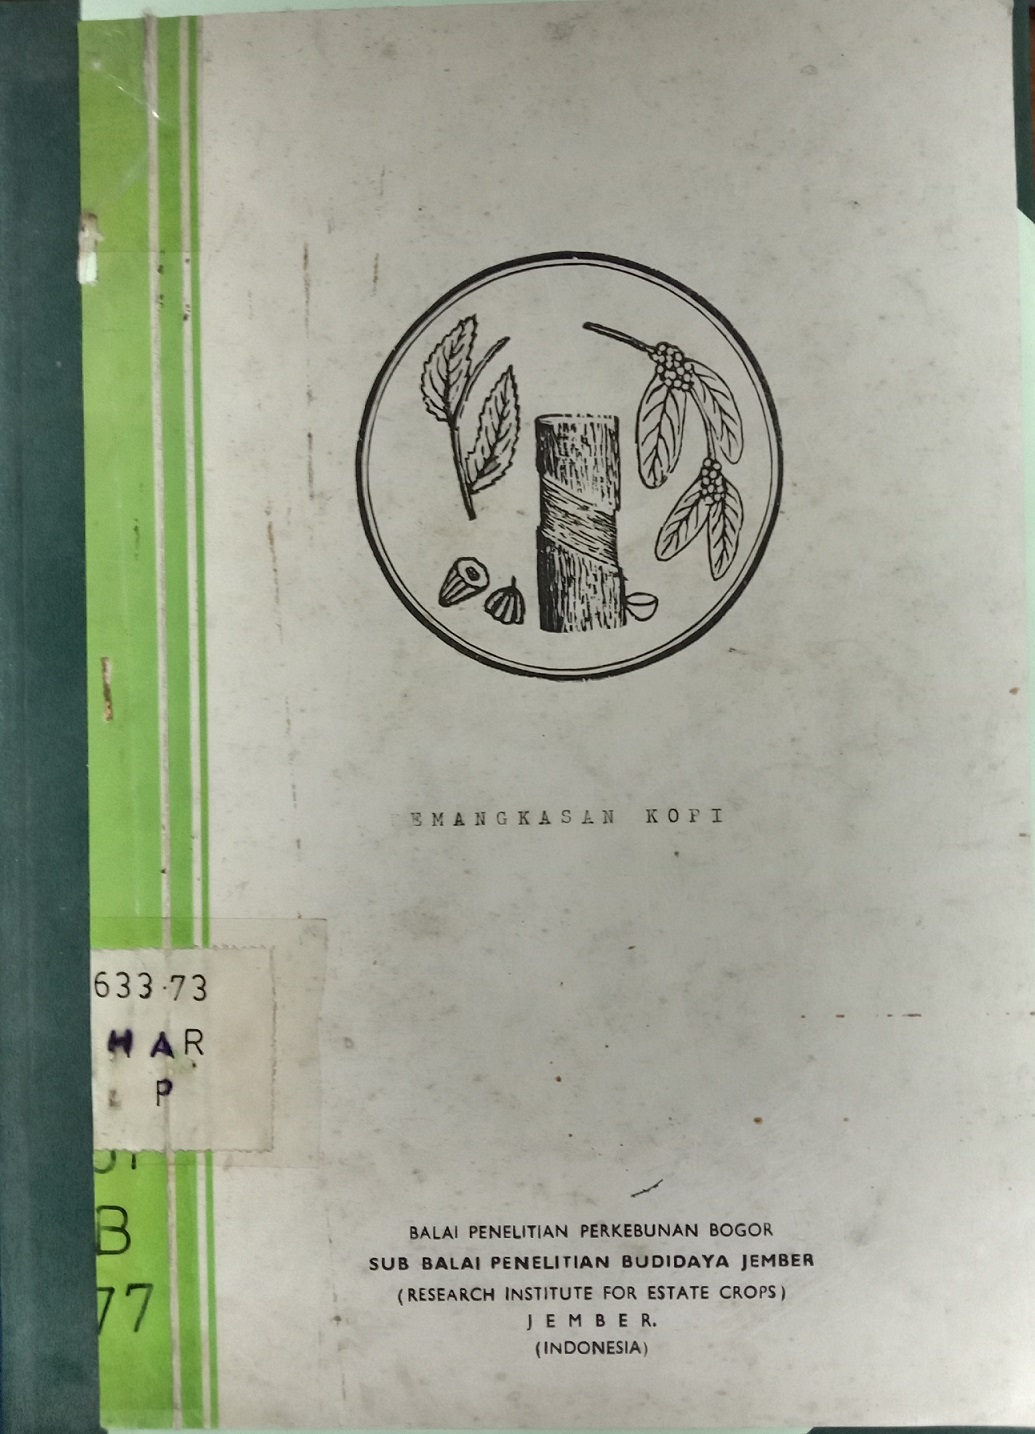 EMANGKASAN KOPI
633.73
HAR
P
B
77
BALAI PENELITIAN PERKEBUNAN BOGOR
SUB BALAI PENELITIAN BUDIDAYA JEMBER
(RESEARCH INSTITUTE FOR ESTATE CROPS)
J E M B E R.
(INDONESIA)